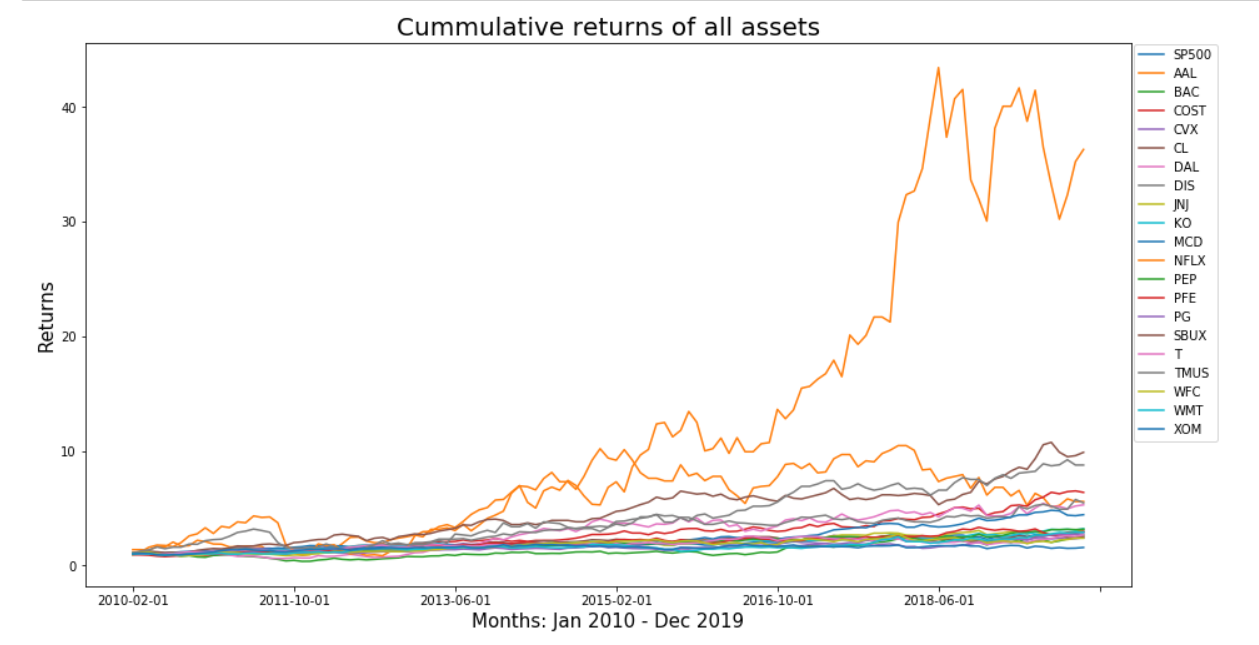 Cummulative returns of all assets
Returns
40
30
20
10
0
2010-02-01
2011-10-01
2013-06-01
2015-02-01
2016-10-01
2018-06-01
Months: Jan 2010 - Dec 2019
SP500
AAL
BAC
COST
CVX
CL
DAL
DIS
JNJ
KO
MCD
NFLX
PEP
PFE
PG
SBUX
T
TMUS
WFC
WMT
XOM